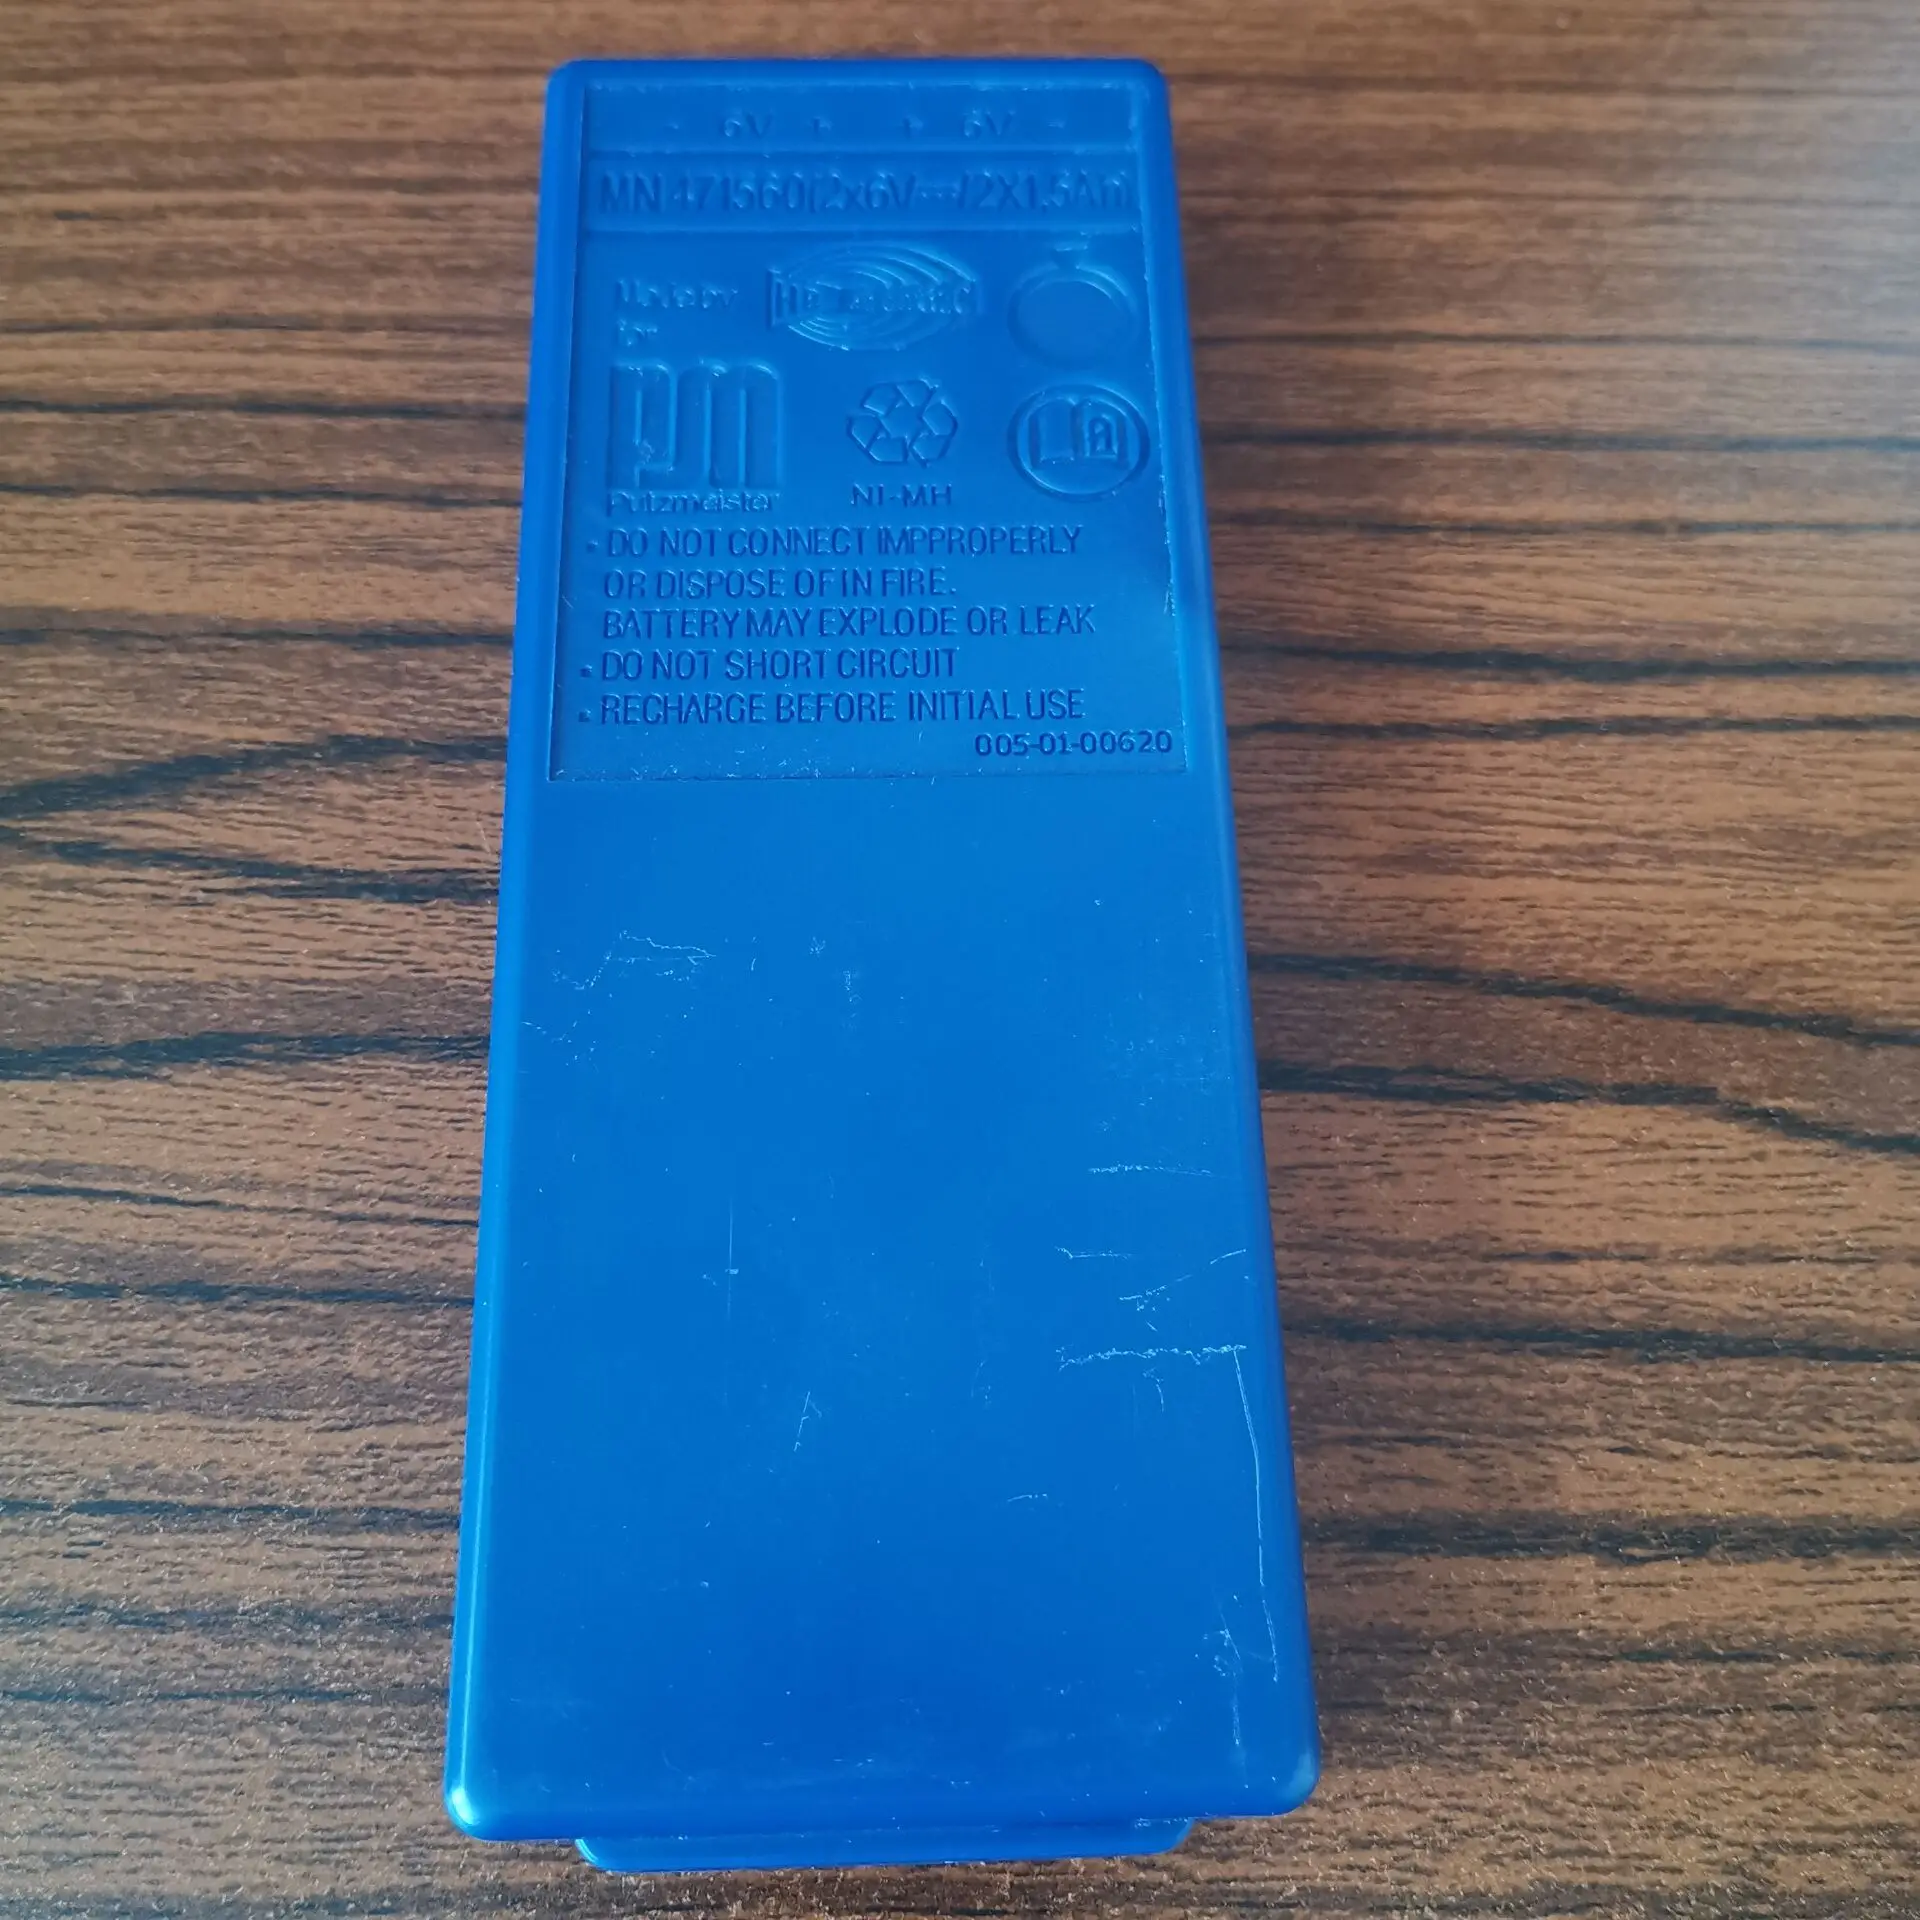 - 6V + + 6V -
MN 471560(2x6V⎓/2X1.5Ah)
Made by
for
PM
Putzmeister
NI-MH
A
• DO NOT CONNECT IMPPROPERLY
OR DISPOSE OF IN FIRE.
BATTERY MAY EXPLODE OR LEAK
• DO NOT SHORT CIRCUIT
• RECHARGE BEFORE INITIAL USE
005-01-00620